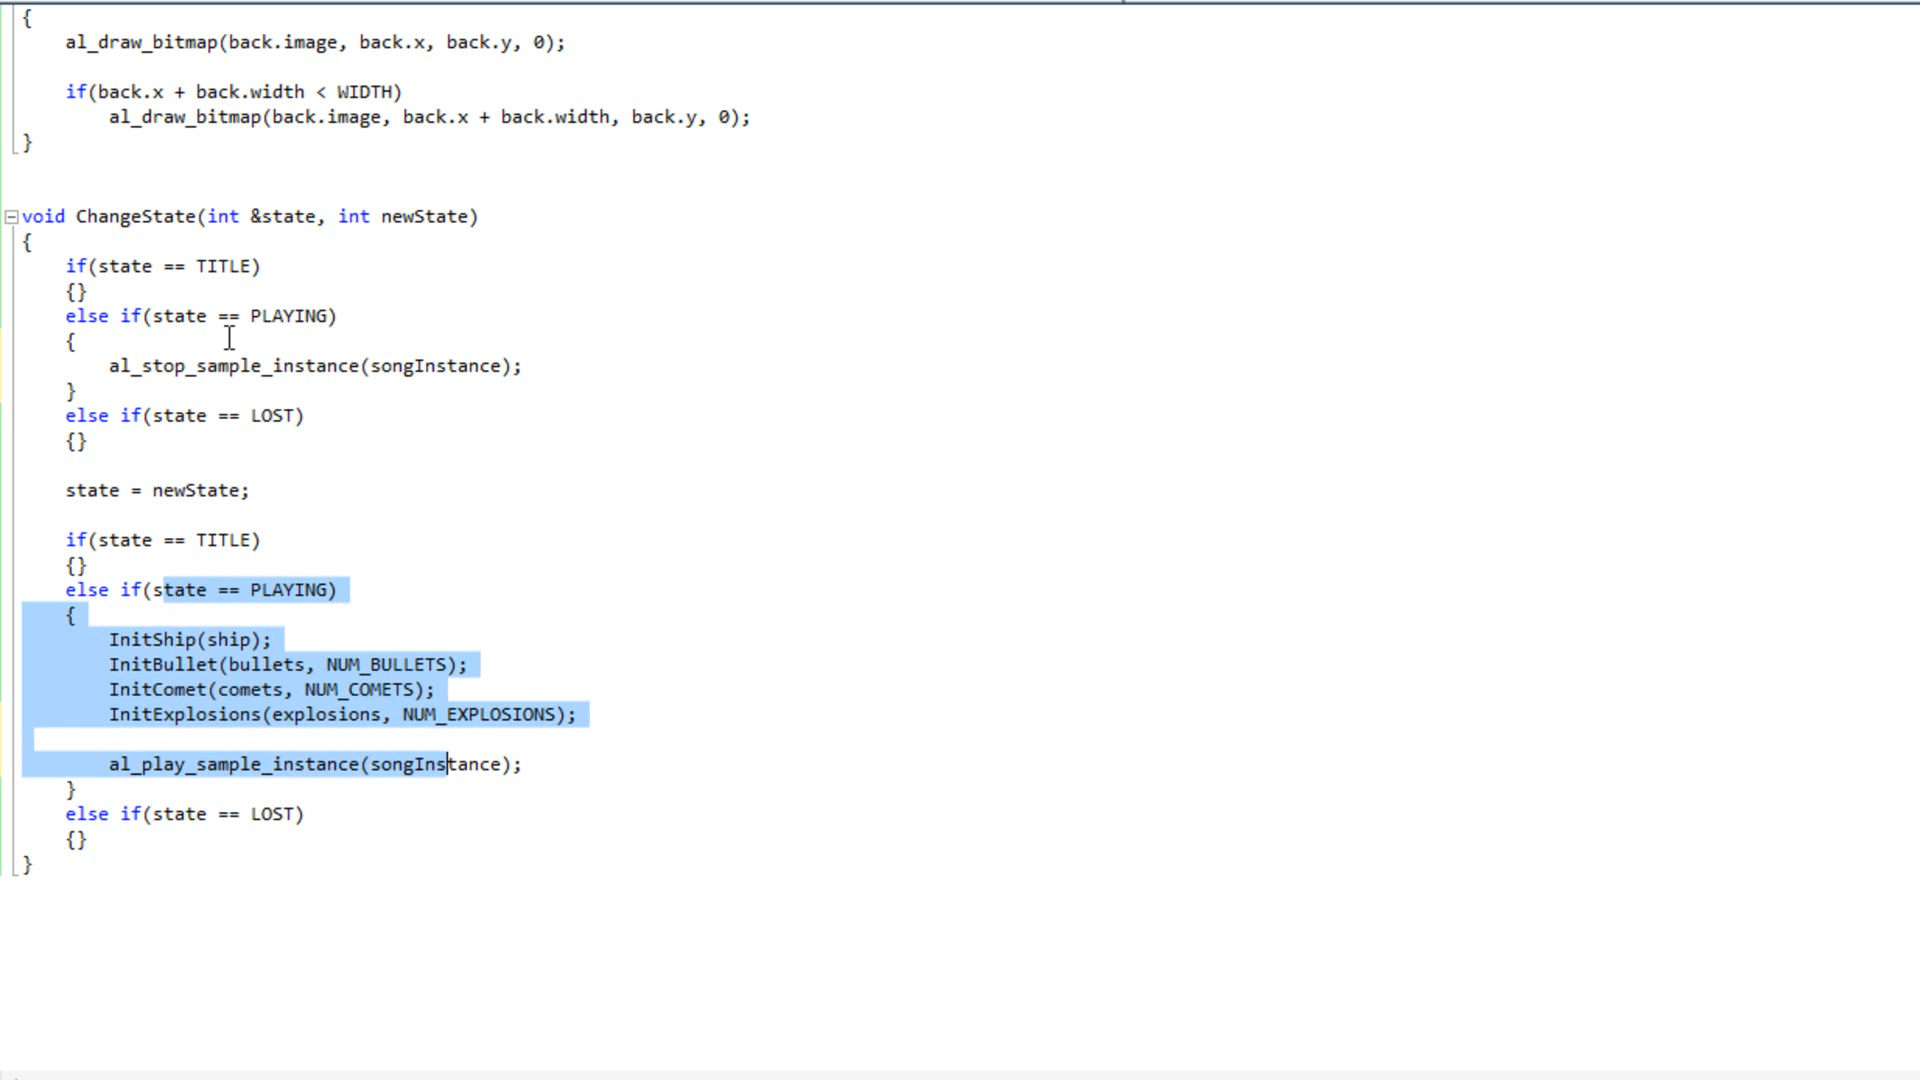 {
al_draw_bitmap(back.image, back.x, back.y, 0);
if(back.x + back.width < WIDTH)
al_draw_bitmap(back.image, back.x + back.width, back.y, 0);
}
void ChangeState(int &state, int newState)
{
if(state == TITLE)
{}
else if(state == PLAYING)
{
al_stop_sample_instance(songInstance);
}
else if(state == LOST)
{}
state = newState;
if(state == TITLE)
{}
else if(state == PLAYING)
{
InitShip(ship);
InitBullet(bullets, NUM_BULLETS);
InitComet(comets, NUM_COMETS);
InitExplosions(explosions, NUM_EXPLOSIONS);
al_play_sample_instance(songInstance);
}
else if(state == LOST)
{}
}